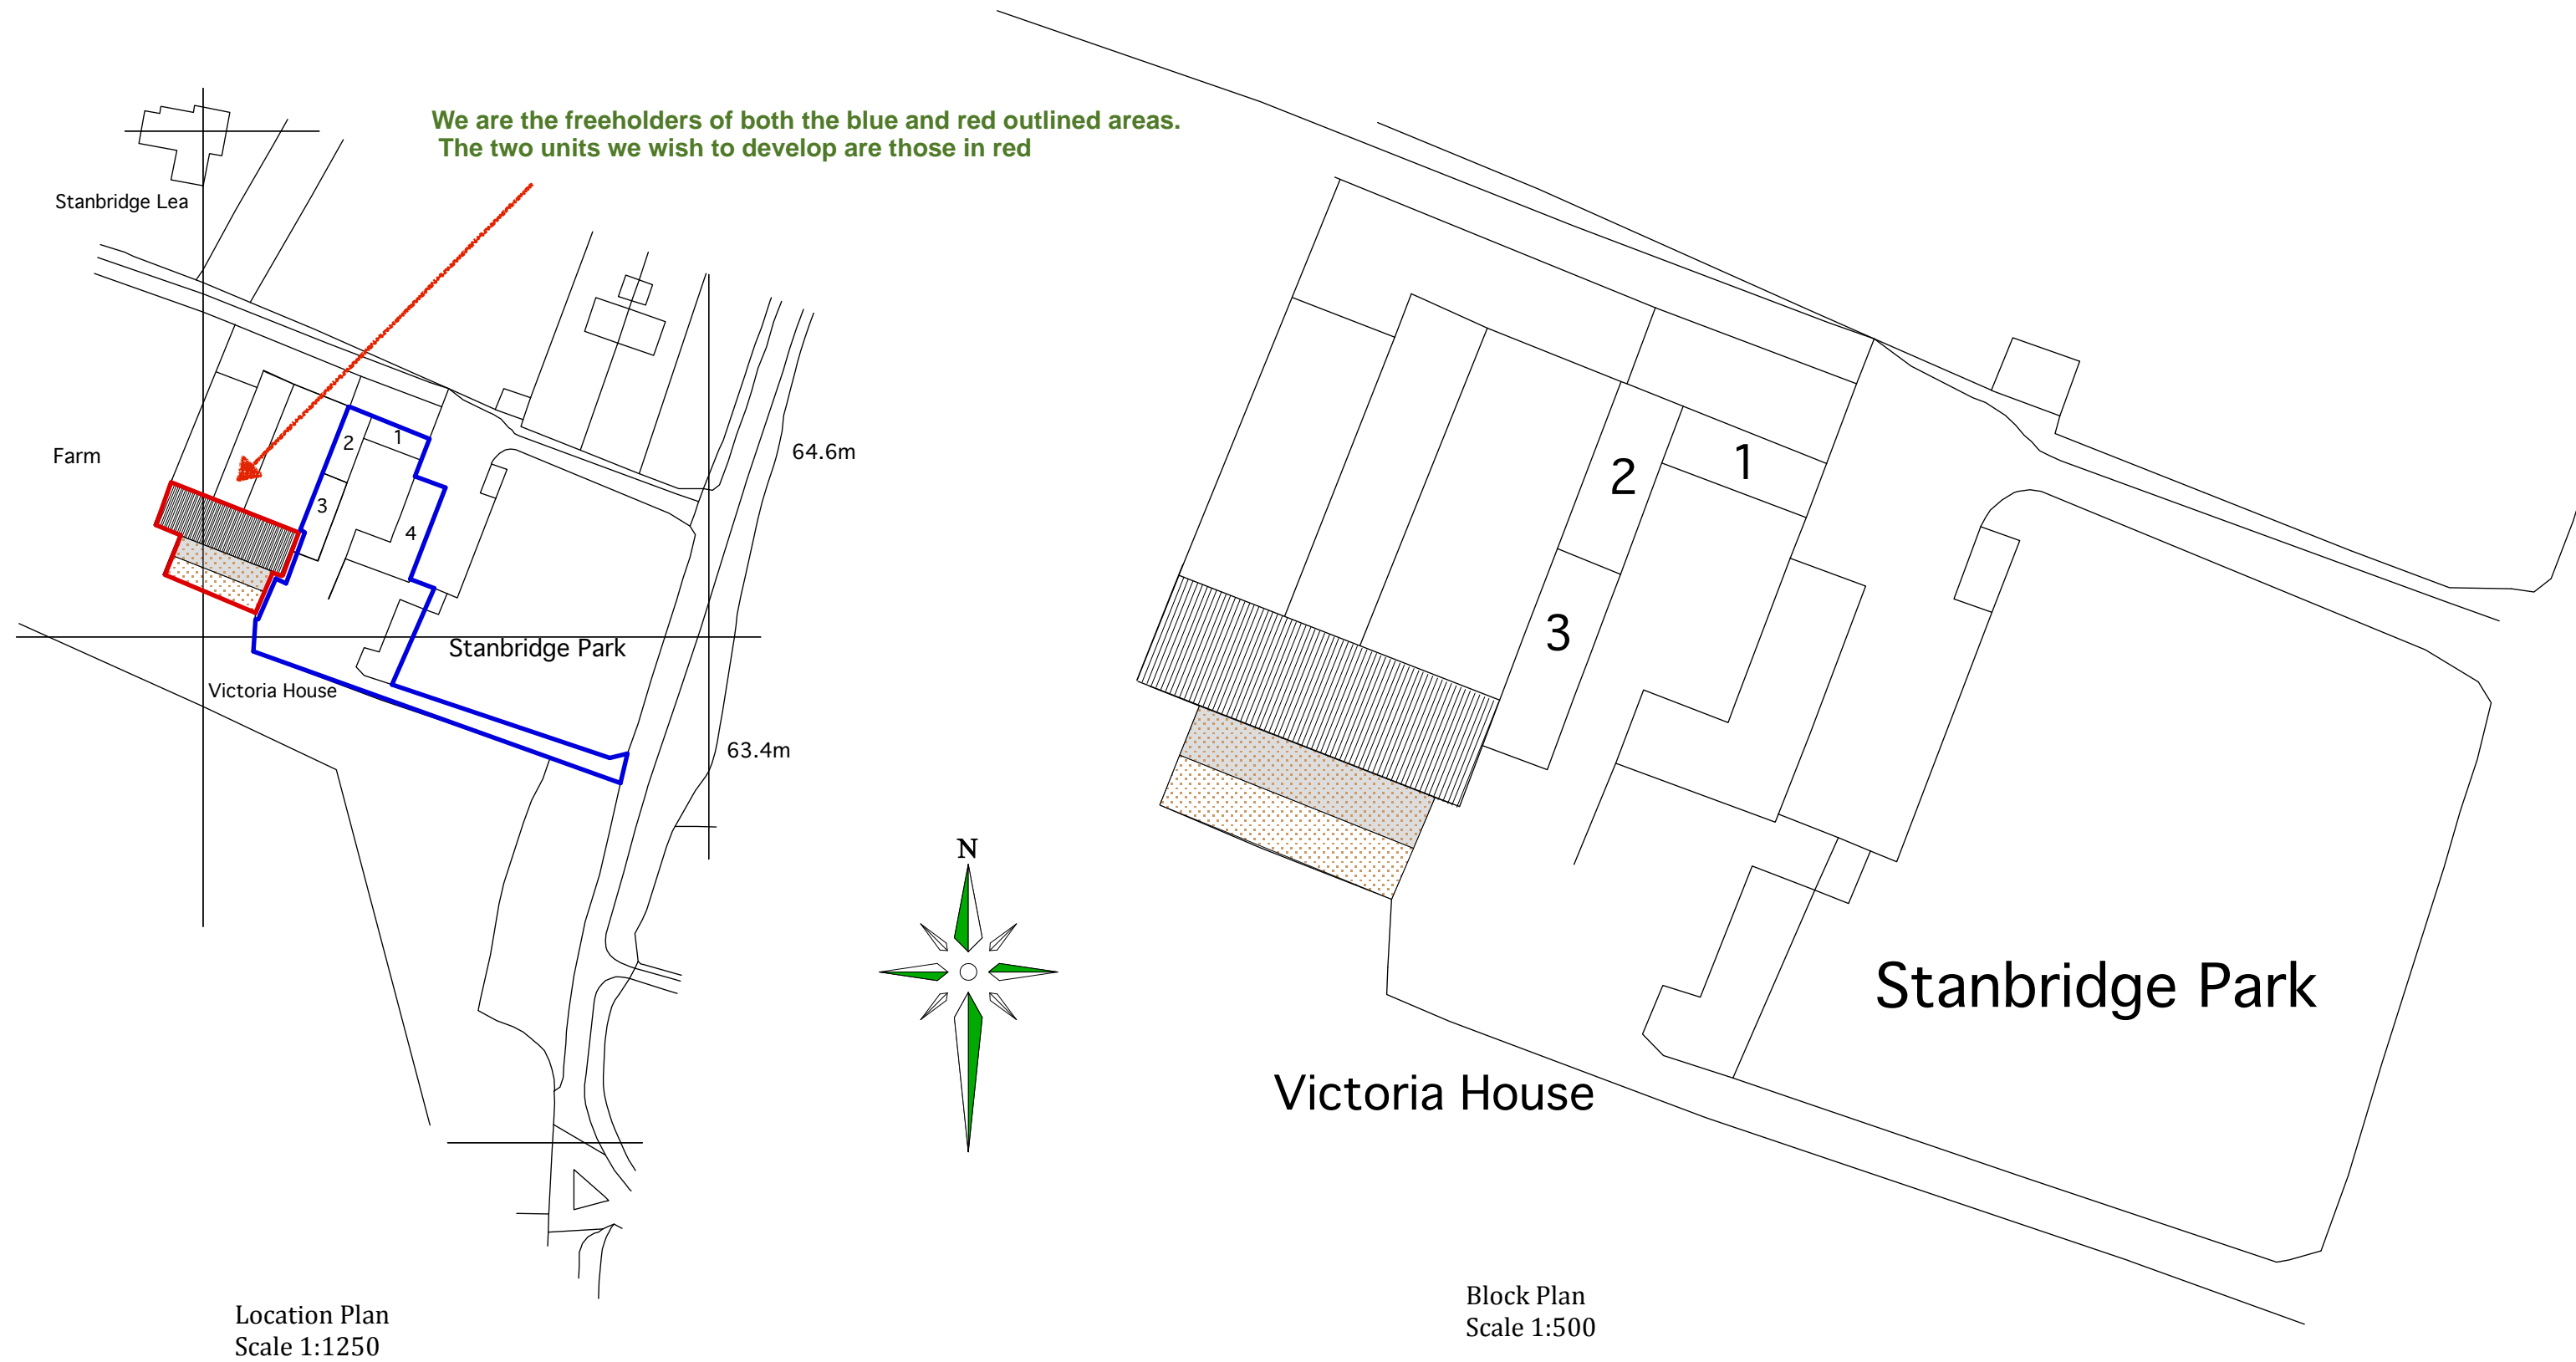 We are the freeholders of both the blue and red outlined areas.
The two units we wish to develop are those in red
Stanbridge Lea
Farm
2
1
3
4
64.6m
Stanbridge Park
Victoria House
63.4m
N
Location Plan
Scale 1:1250
2
1
3
Stanbridge Park
Victoria House
Block Plan
Scale 1:500